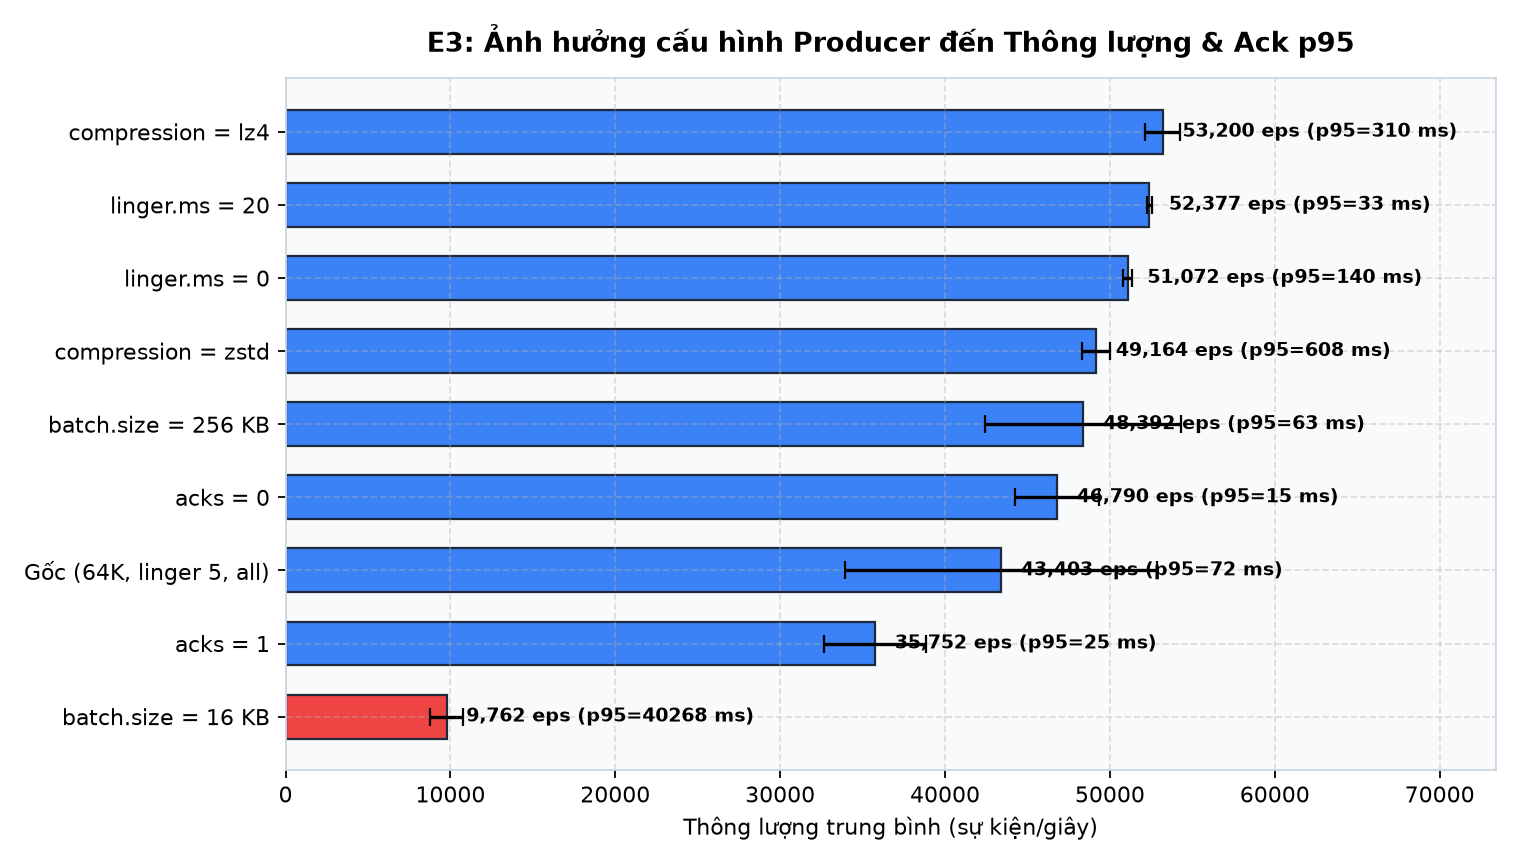 E3: Ảnh hưởng cấu hình Producer đến Thông lượng & Ack p95
compression = lz4
53,200 eps (p95=310 ms)
linger.ms = 20
52,377 eps (p95=33 ms)
linger.ms = 0
51,072 eps (p95=140 ms)
compression = zstd
49,164 eps (p95=608 ms)
batch.size = 256 KB
48,392 eps (p95=63 ms)
acks = 0
46,790 eps (p95=15 ms)
Gốc (64K, linger 5, all)
43,403 eps (p95=72 ms)
acks = 1
35,752 eps (p95=25 ms)
batch.size = 16 KB
9,762 eps (p95=40268 ms)
0 10000 20000 30000 40000 50000 60000 70000
Thông lượng trung bình (sự kiện/giây)